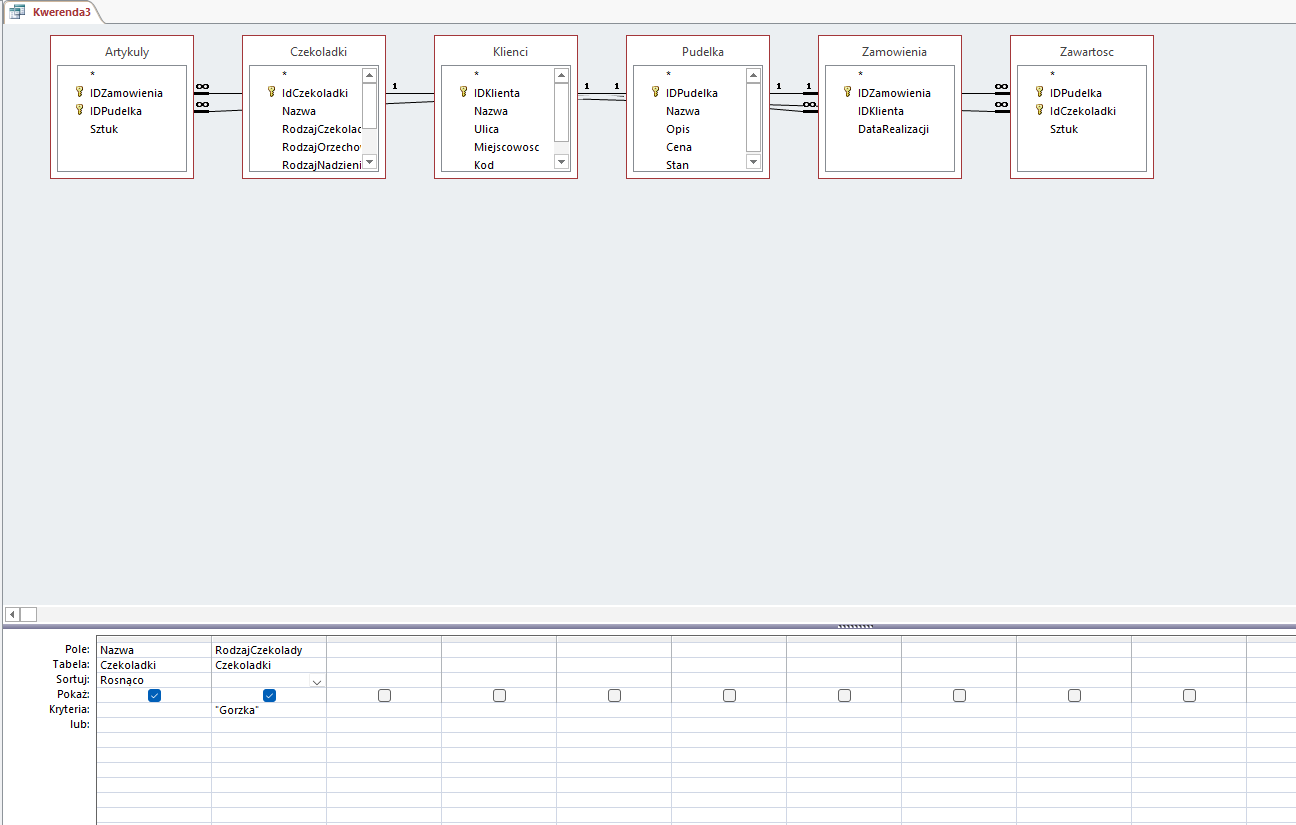 Kwerenda3
Artykuly
*
IDZamowienia
IDPudelka
Sztuk
Czekoladki
*
IdCzekoladki
Nazwa
RodzajCzekolac
RodzajOrzecho
RodzajNadzieni
Klienci
*
IDKlienta
Nazwa
Ulica
Miejscowosc
Kod
Pudelka
*
IDPudelka
Nazwa
Opis
Cena
Stan
Zamowienia
*
IDZamowienia
IDKlienta
DataRealizacji
Zawartosc
*
IDPudelka
IdCzekoladki
Sztuk
∞ 1 1 1 1 1 ∞
∞ ∞ ∞
Pole: Nazwa RodzajCzekolady
Tabela: Czekoladki Czekoladki
Sortuj: Rosnąco
Pokaż:
Kryteria: "Gorzka"
lub: